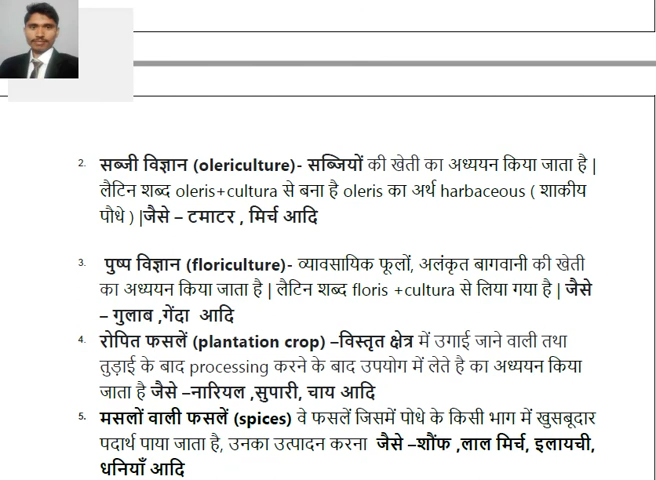 2. सब्जी विज्ञान (olericulture)- सब्जियों की खेती का अध्ययन किया जाता है |
लैटिन शब्द oleris+cultura से बना है oleris का अर्थ harbaceous ( शाकीय
पौधे ) |जैसे – टमाटर , मिर्च आदि
3. पुष्प विज्ञान (floriculture)- व्यावसायिक फूलों, अलंकृत बागवानी की खेती
का अध्ययन किया जाता है | लैटिन शब्द floris +cultura से लिया गया है | जैसे
– गुलाब ,गेंदा आदि
4. रोपित फसलें (plantation crop) –विस्तृत क्षेत्र में उगाई जाने वाली तथा
तुड़ाई के बाद processing करने के बाद उपयोग में लेते है का अध्ययन किया
जाता है जैसे –नारियल ,सुपारी, चाय आदि
5. मसलों वाली फसलें (spices) वे फसलें जिसमें पोधे के किसी भाग में खुसबूदार
पदार्थ पाया जाता है, उनका उत्पादन करना जैसे –शौंफ ,लाल मिर्च, इलायची,
धनियाँ आदि